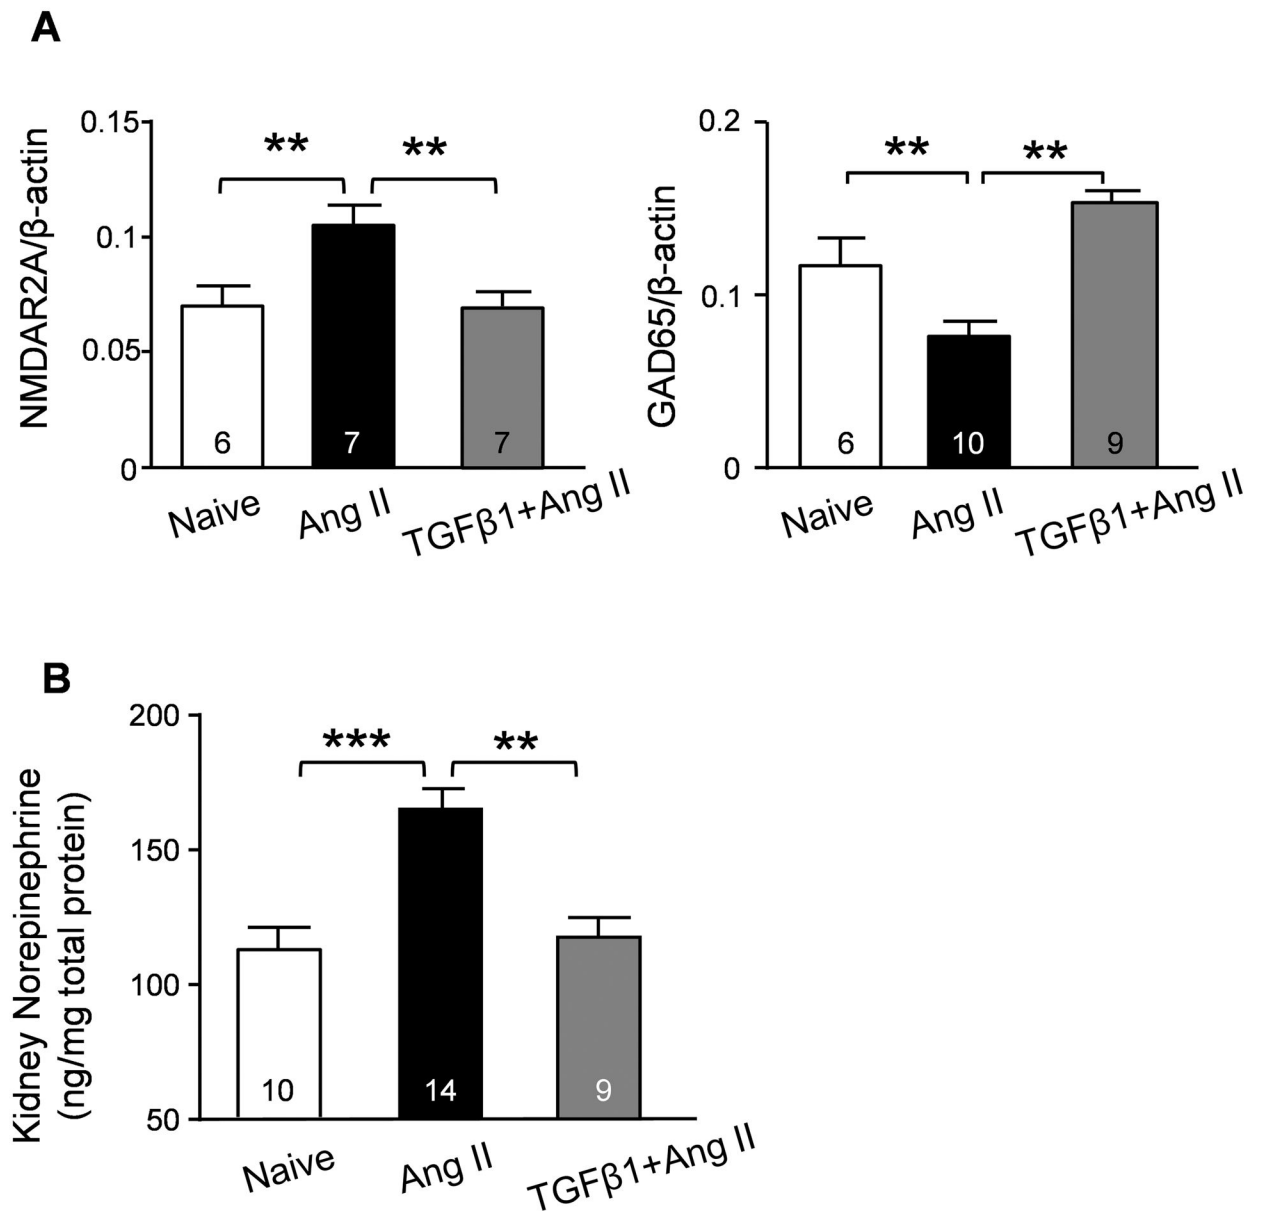 A
NMDAR2A/β-actin
0.15
0.1
0.05
0
**
**
6
7
7
Naive
Ang II
TGFβ1+Ang II
GAD65/β-actin
0.2
0.1
0
**
**
6
10
9
Naive
Ang II
TGFβ1+Ang II
B
Kidney Norepinephrine
(ng/mg total protein)
200
150
100
50
***
**
10
14
9
Naive
Ang II
TGFβ1+Ang II